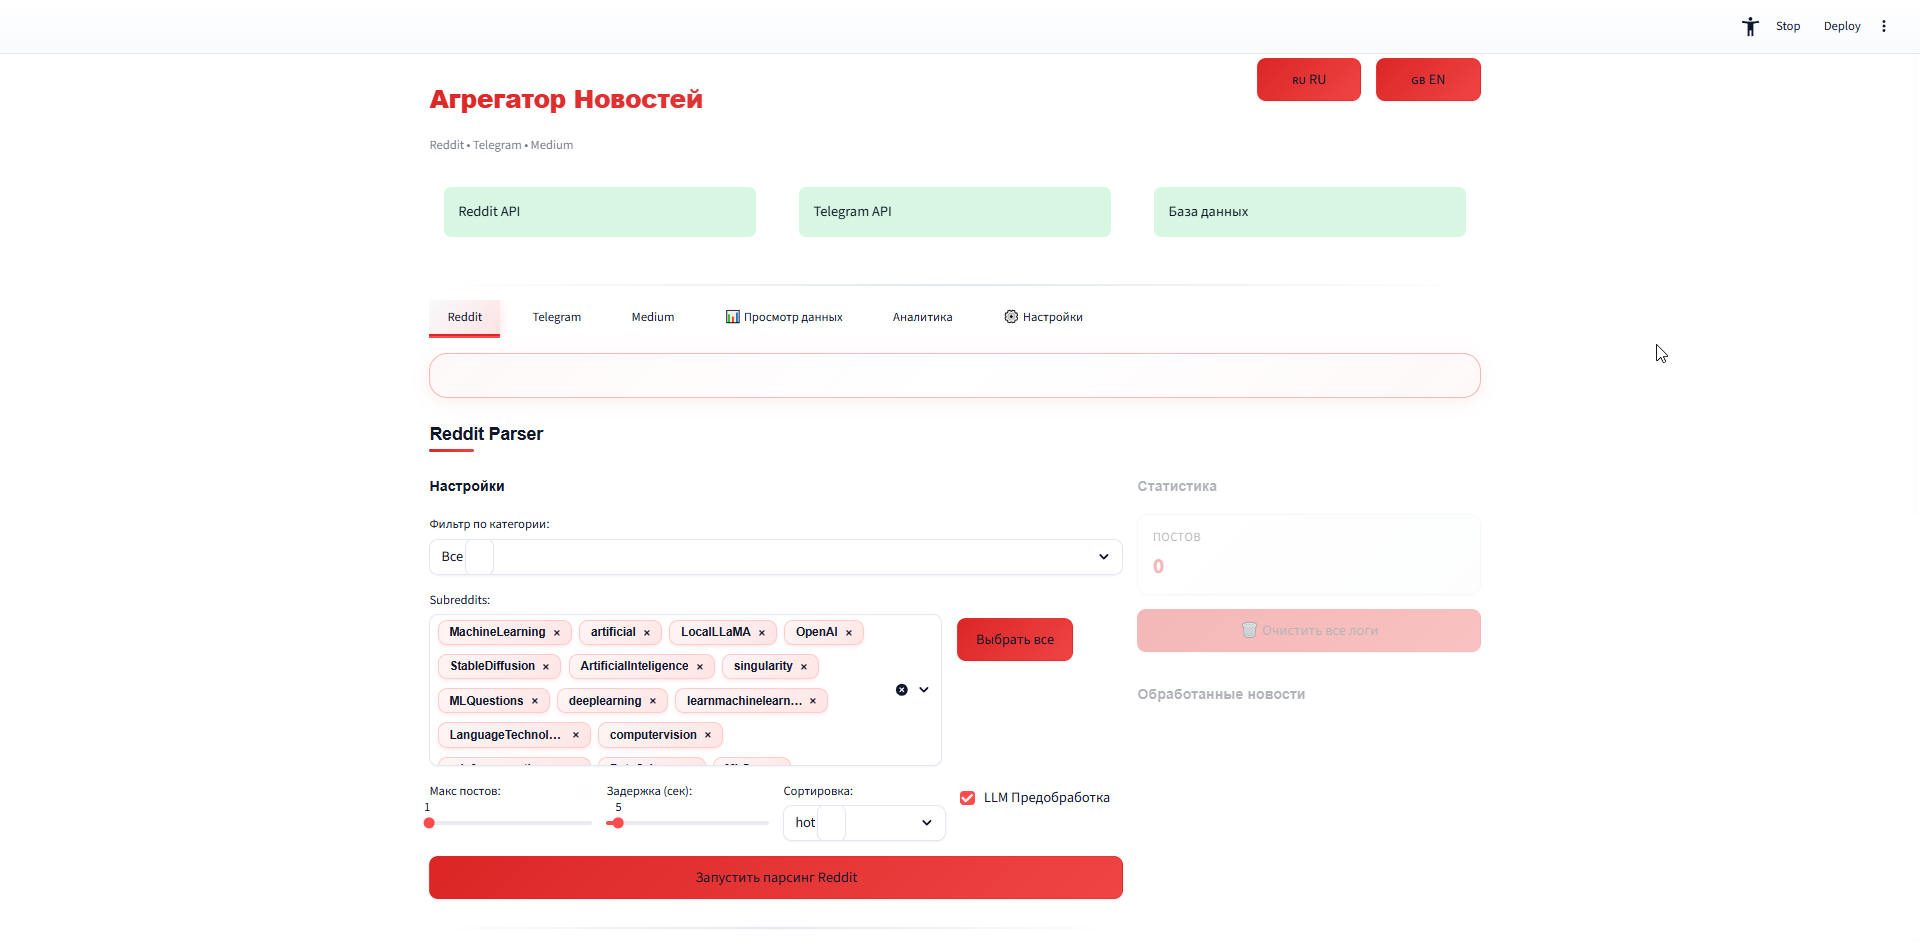 Stop Deploy
RU RU GB EN
Агрегатор Новостей
Reddit • Telegram • Medium
Reddit API Telegram API База данных
Reddit Telegram Medium Просмотр данных Аналитика Настройки
Reddit Parser
Настройки
Статистика
Фильтр по категории:
ПОСТОВ
Все
0
Subreddits:
MachineLearning × artificial × LocalLLaMA × OpenAI ×
Выбрать все
Очистить все логи
StableDiffusion × ArtificialInteligence × singularity ×
Обработанные новости
MLQuestions × deeplearning × learnmachinelearn... ×
LanguageTechnol... × computervision ×
Макс постов: Задержка (сек): Сортировка:
LLM Предобработка
1 5
hot
Запустить парсинг Reddit